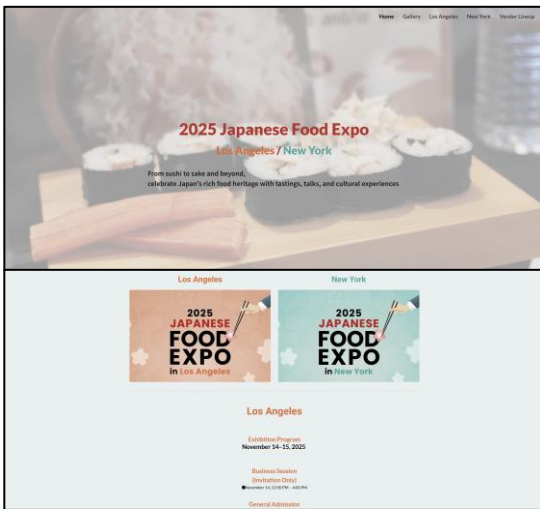 Home Gallery Los Angeles New York Vendor Lineup
2025 Japanese Food Expo
Los Angeles / New York
From sushi to sake and beyond,
celebrate Japan's rich food heritage with tastings, talks, and cultural experiences
Los Angeles New York
2025
JAPANESE
FOOD
EXPO
in Los Angeles
2025
JAPANESE
FOOD
EXPO
in New York
Los Angeles
Exhibition Program
November 14–15, 2025
Business Session
(Invitation Only)
General Admission